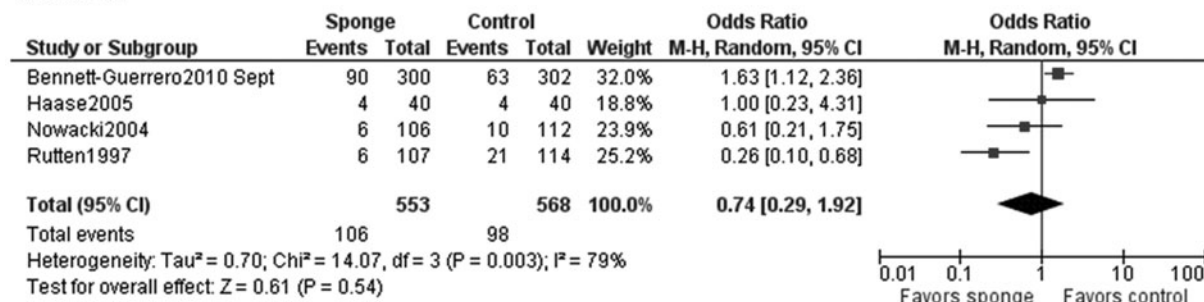 Sponge Control Odds Ratio Odds Ratio
Study or Subgroup Events Total Events Total Weight M-H, Random, 95% CI M-H, Random, 95% CI
Bennett-Guerrero2010 Sept 90 300 63 302 32.0% 1.63 [1.12, 2.36]
Haase2005 4 40 4 40 18.8% 1.00 [0.23, 4.31]
Nowacki2004 6 106 10 112 23.9% 0.61 [0.21, 1.75]
Rutten1997 6 107 21 114 25.2% 0.26 [0.10, 0.68]
Total (95% CI) 553 568 100.0% 0.74 [0.29, 1.92]
Total events 106 98
Heterogeneity: Tau² = 0.70; Chi² = 14.07, df = 3 (P = 0.003); I² = 79%
Test for overall effect: Z = 0.61 (P = 0.54)
0.01 0.1 1 10 100
Favors sponge Favors control